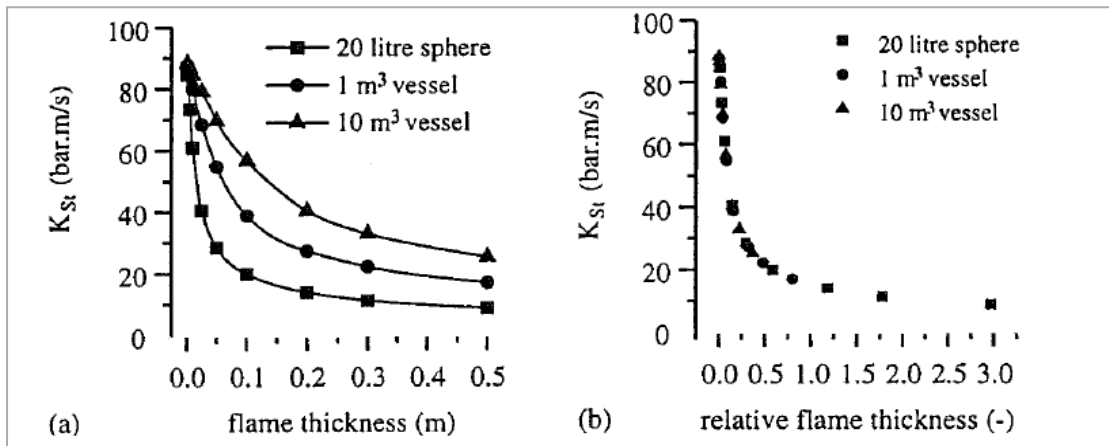 100
80
60
40
20
0
K_St (bar.m/s)
20 litre sphere
1 m³ vessel
10 m³ vessel
0.0 0.1 0.2 0.3 0.4 0.5
(a) flame thickness (m)
100
80
60
40
20
0
K_St (bar.m/s)
20 litre sphere
1 m³ vessel
10 m³ vessel
0.0 0.5 1.0 1.5 2.0 2.5 3.0
(b) relative flame thickness (-)